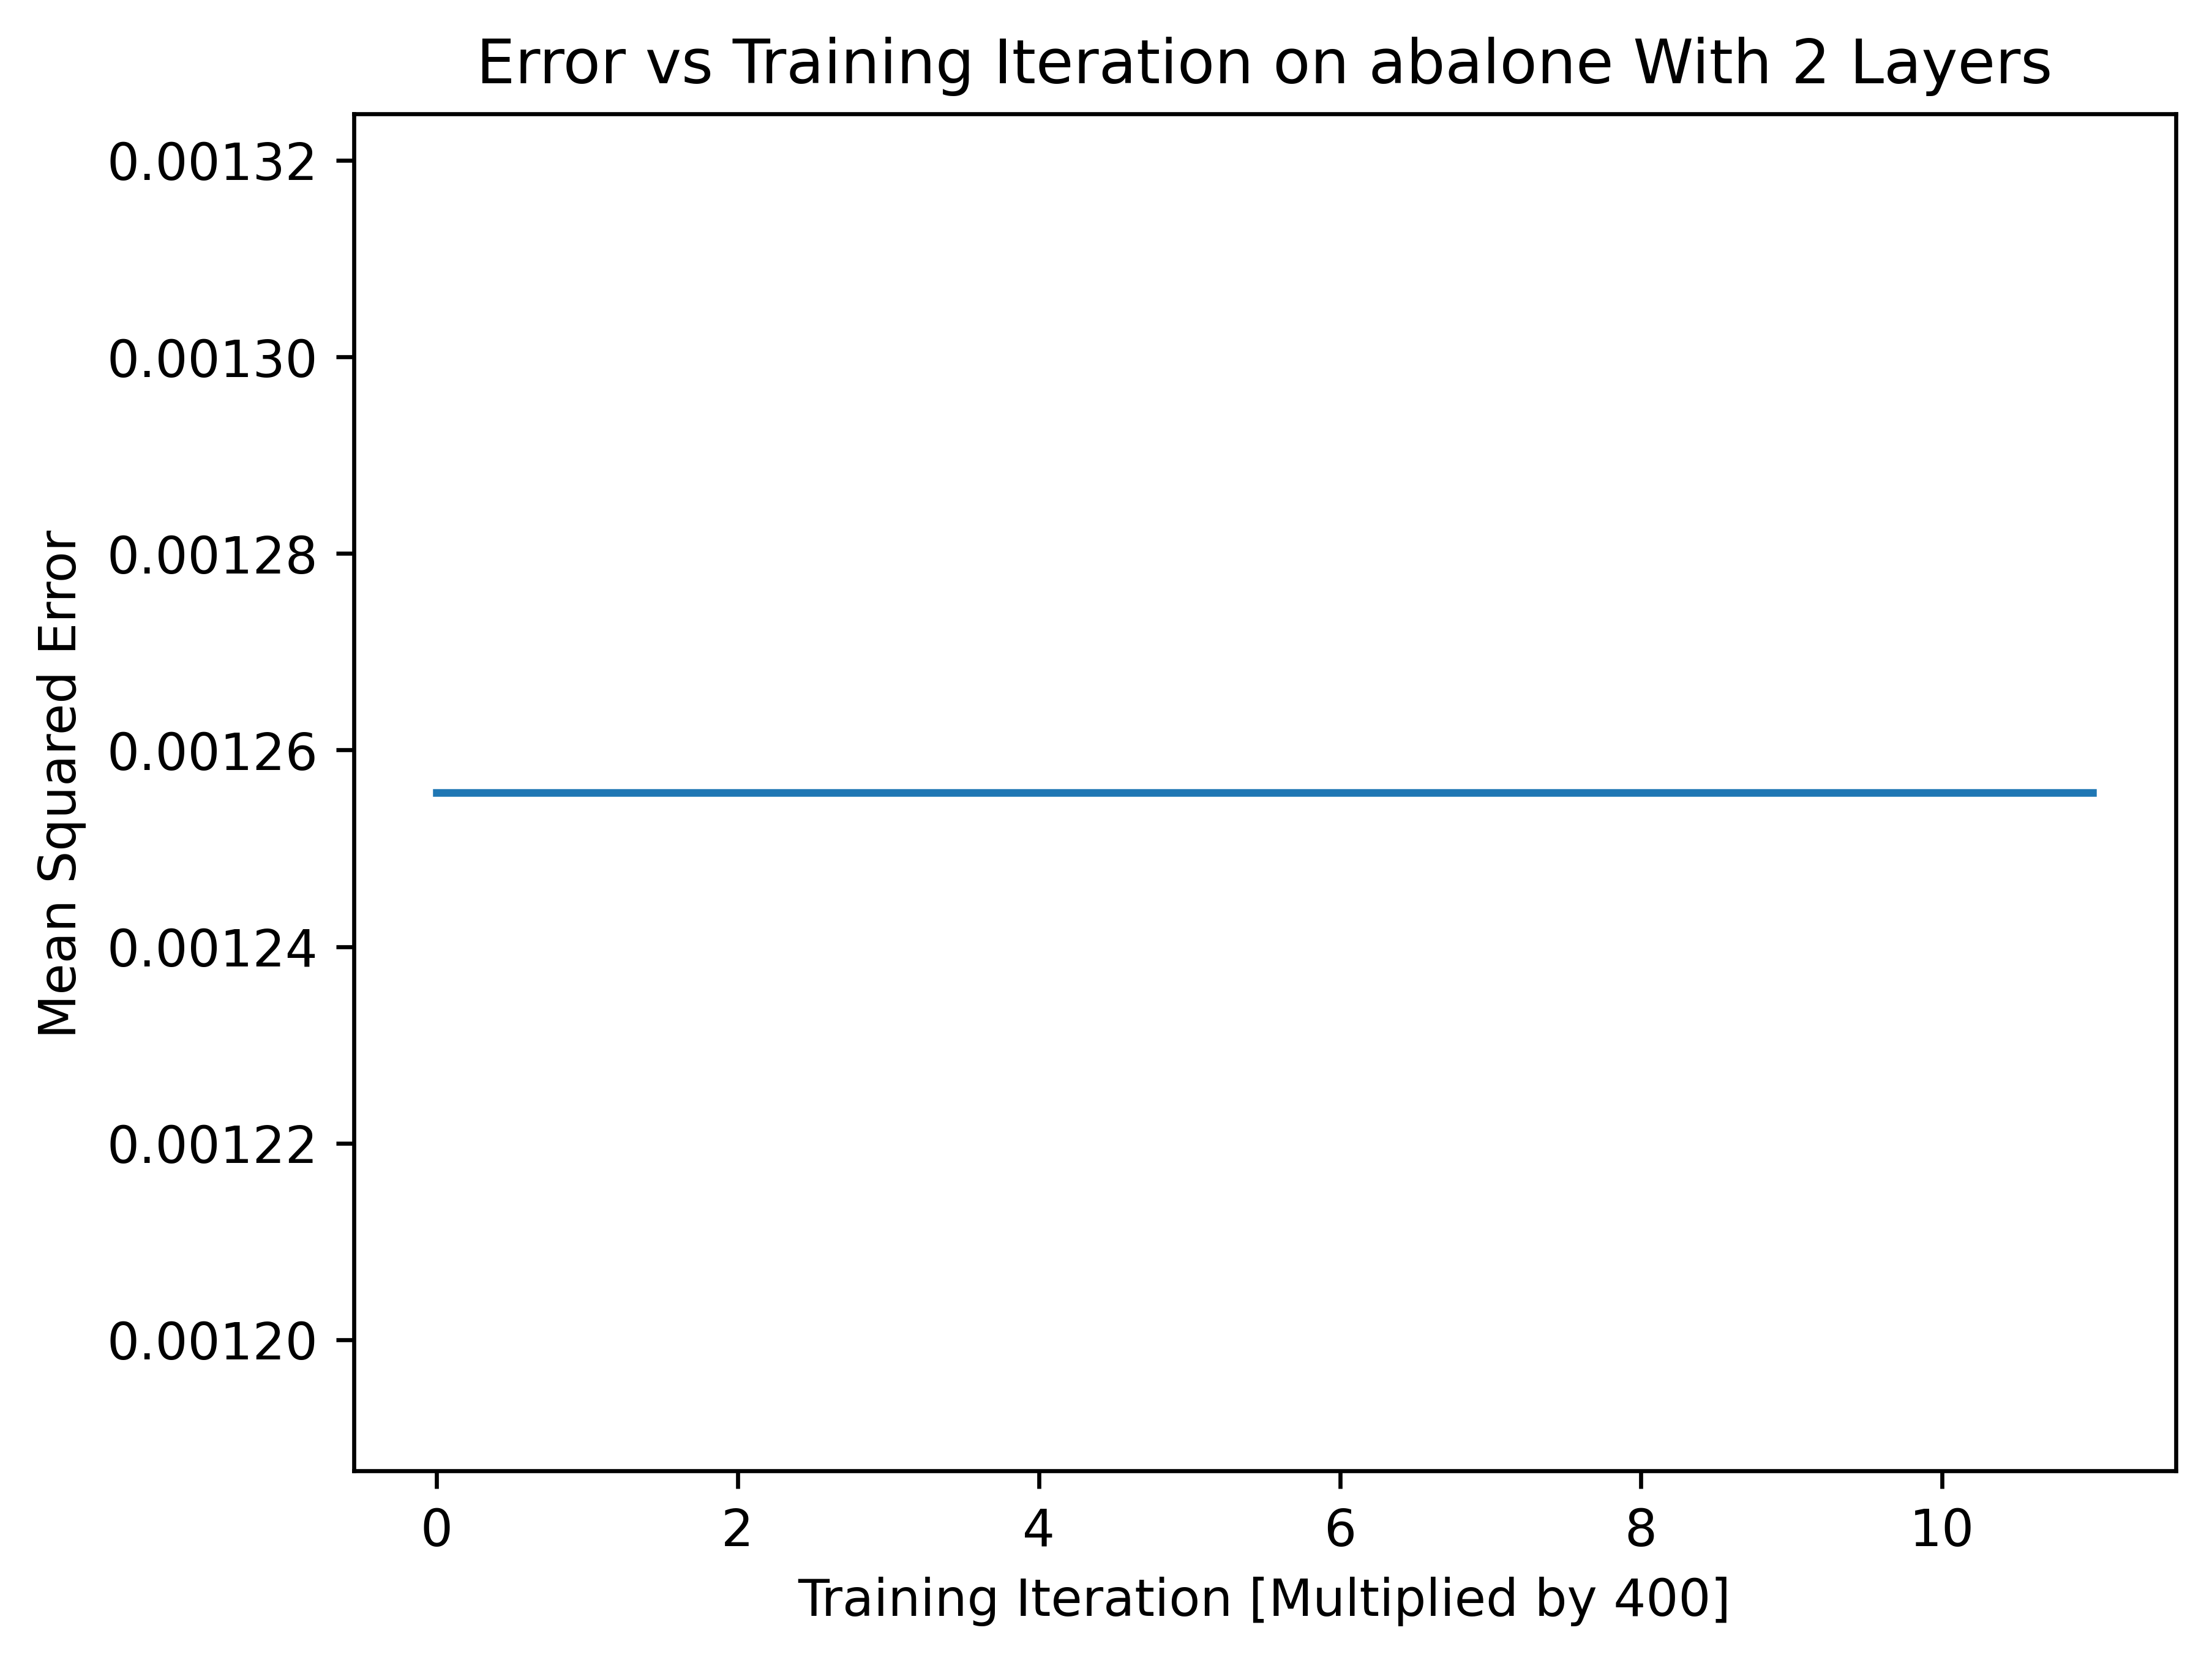 Error vs Training Iteration on abalone With 2 Layers
0.00132
0.00130
0.00128
0.00126
0.00124
0.00122
0.00120
Mean Squared Error
0 2 4 6 8 10
Training Iteration [Multiplied by 400]